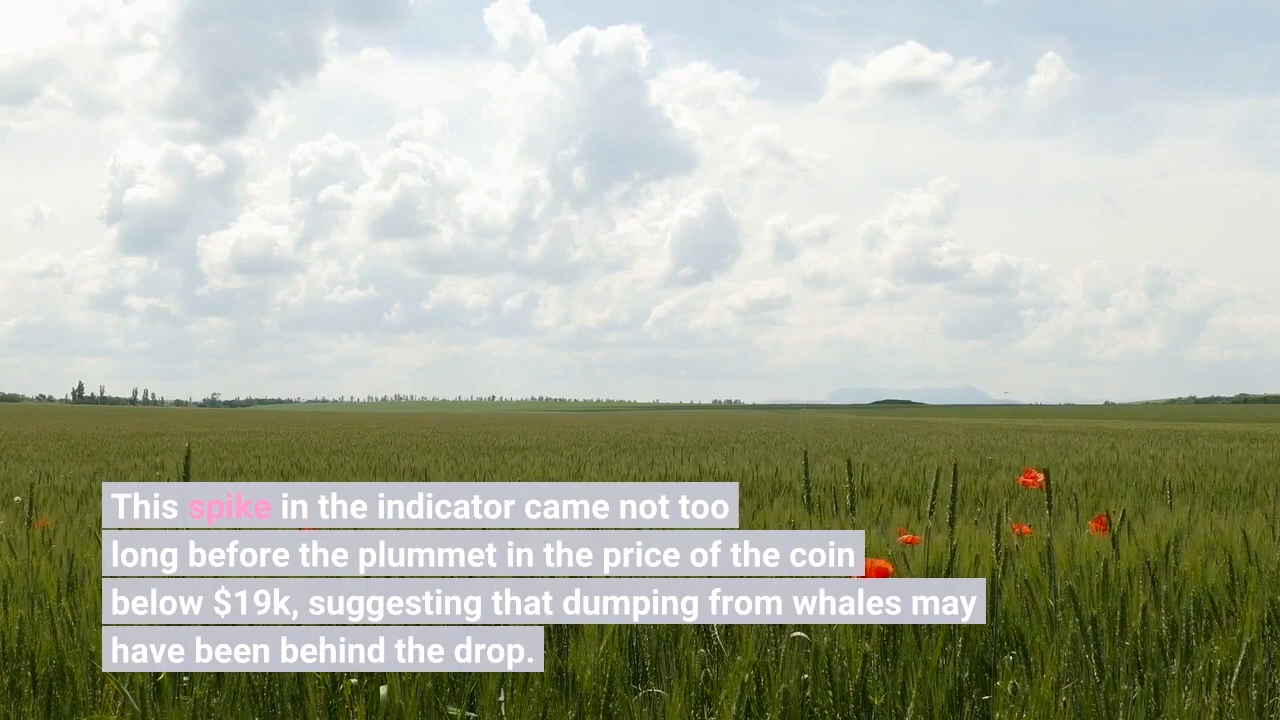 This spike in the indicator came not too
long before the plummet in the price of the coin
below $19k, suggesting that dumping from whales may
have been behind the drop.